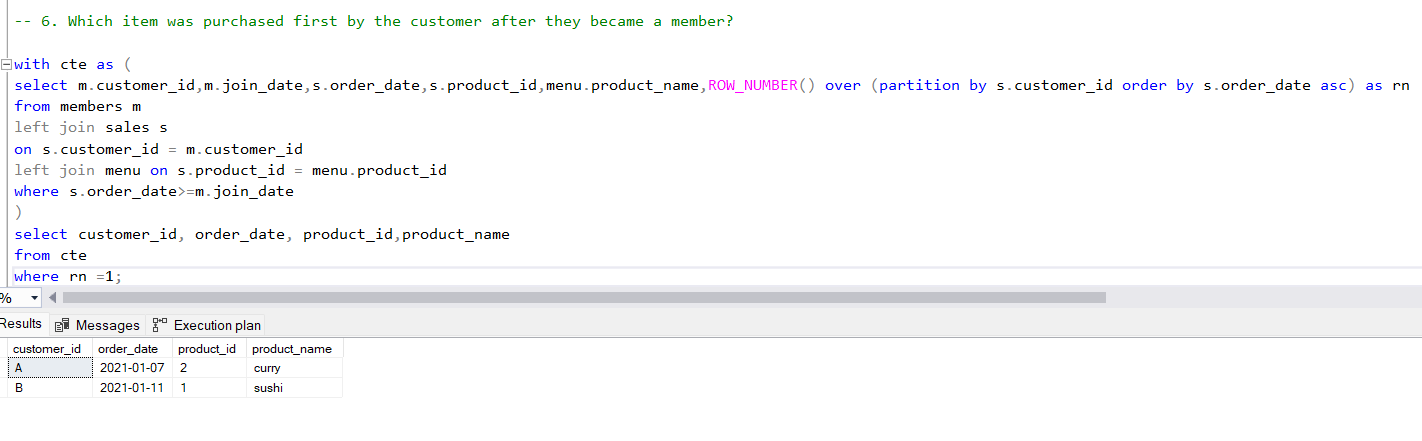 -- 6. Which item was purchased first by the customer after they became a member?
with cte as (
select m.customer_id,m.join_date,s.order_date,s.product_id,menu.product_name,ROW_NUMBER() over (partition by s.customer_id order by s.order_date asc) as rn
from members m
left join sales s
on s.customer_id = m.customer_id
left join menu on s.product_id = menu.product_id
where s.order_date>=m.join_date
)
select customer_id, order_date, product_id,product_name
from cte
where rn =1;
%
Results Messages Execution plan
customer_id order_date product_id product_name
A 2021-01-07 2 curry
B 2021-01-11 1 sushi